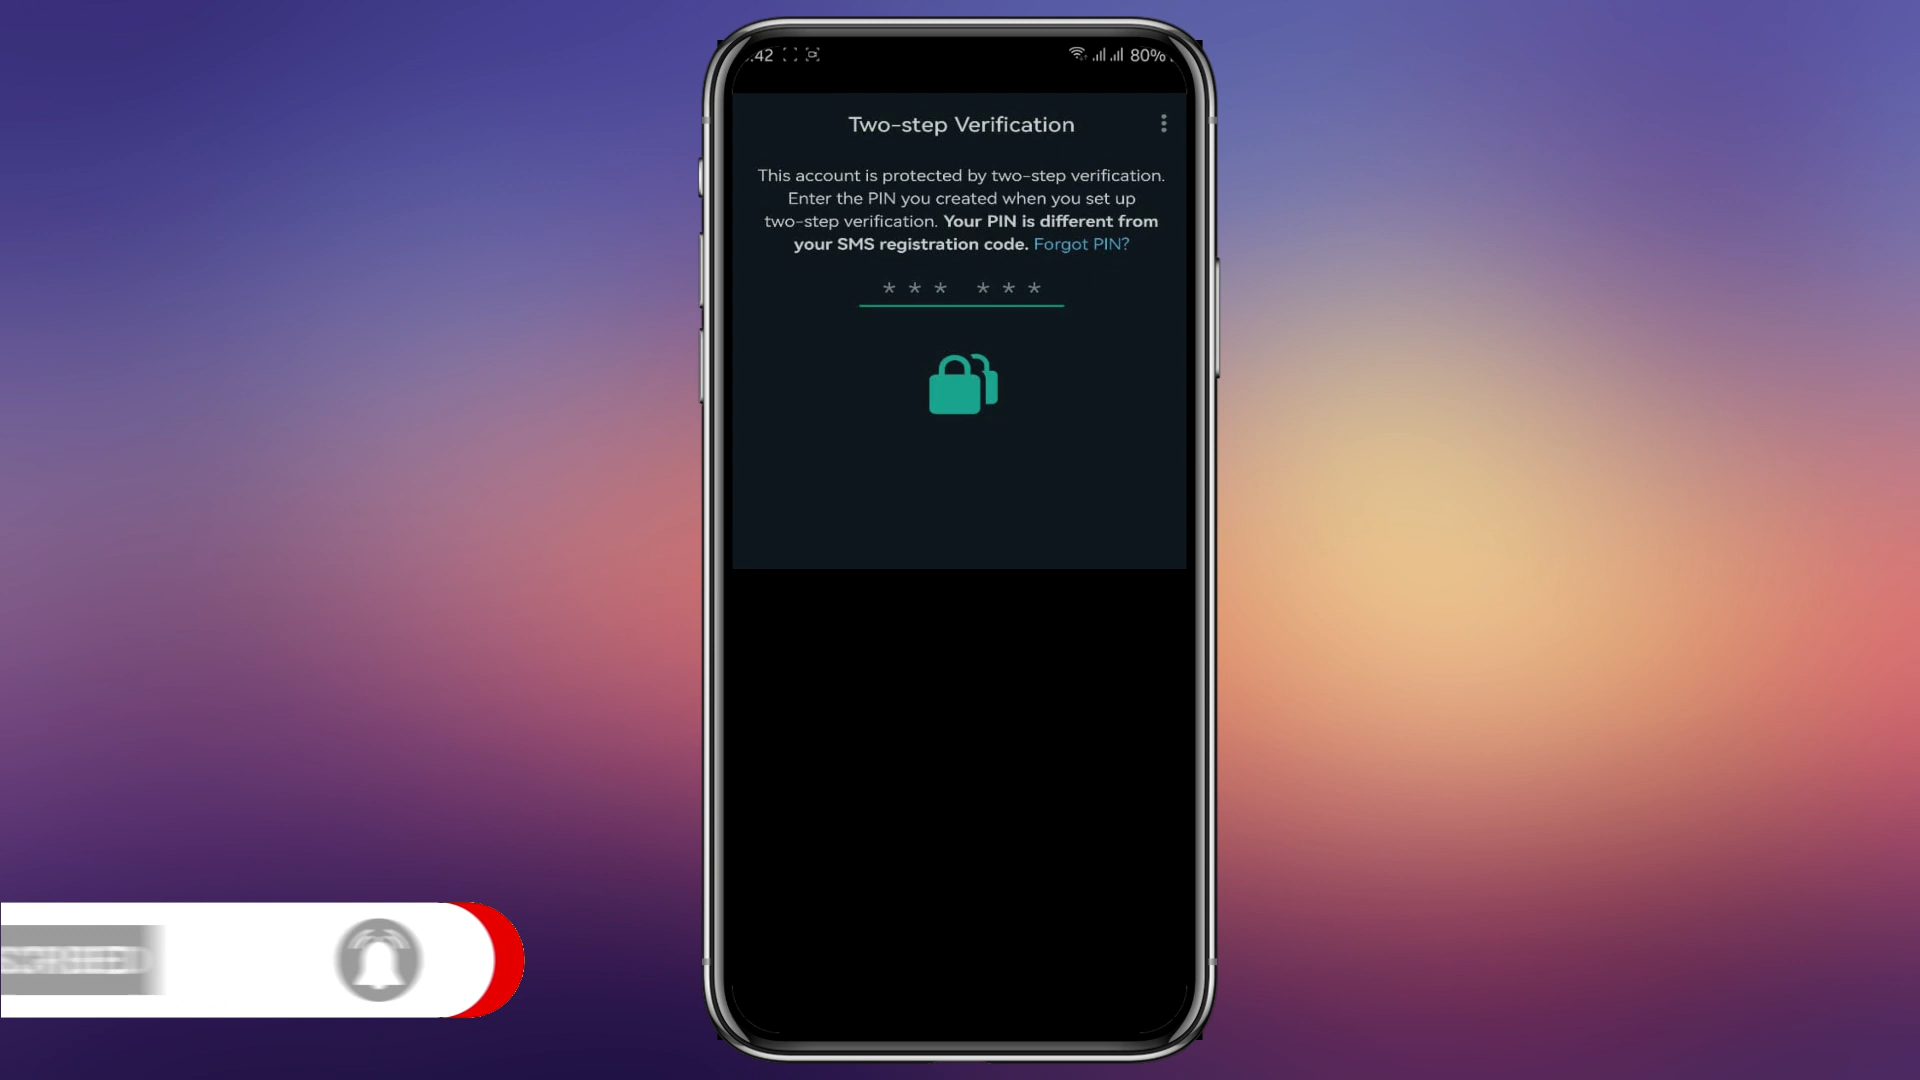 :42 80%
Two-step Verification
This account is protected by two-step verification.
Enter the PIN you created when you set up
two-step verification. Your PIN is different from
your SMS registration code. Forgot PIN?
* * * * * *